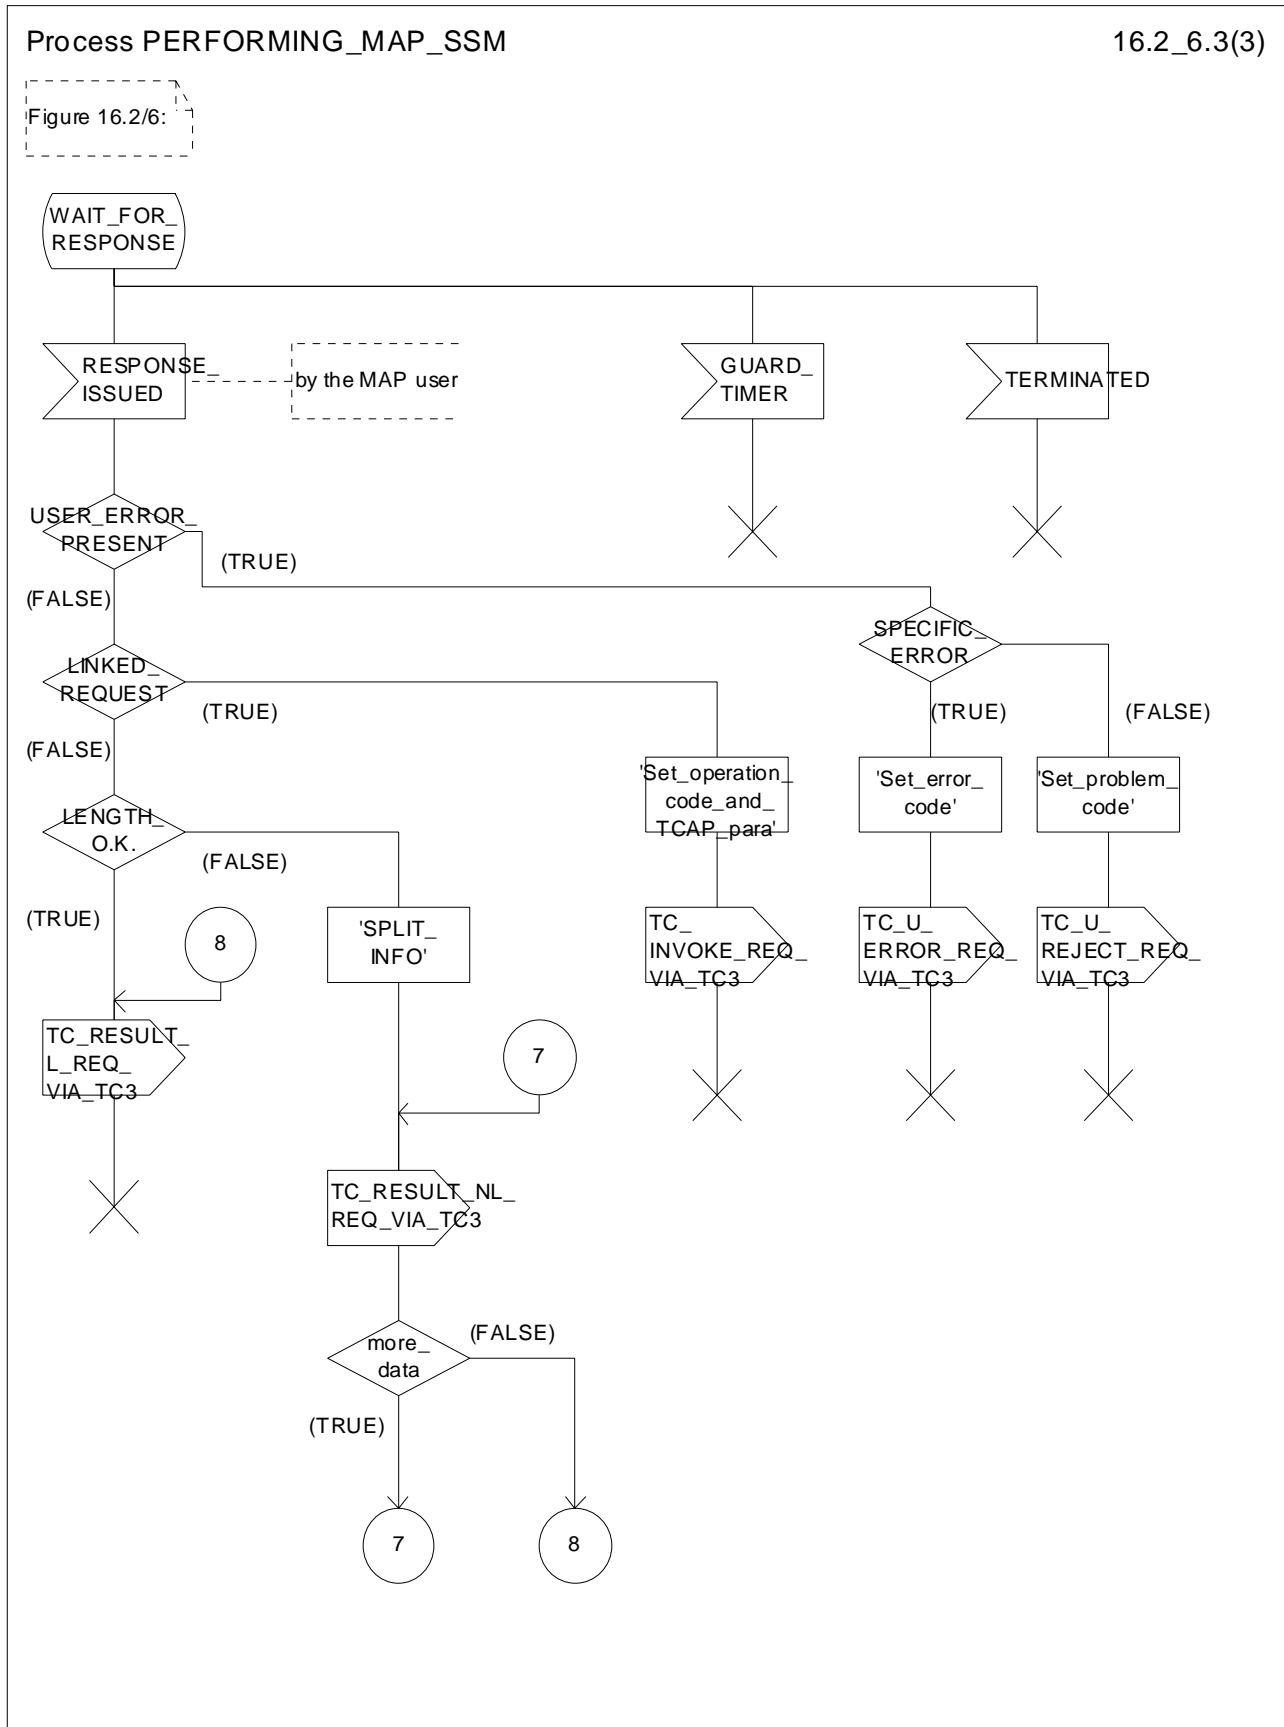 Process PERFORMING_MAP_SSM
16.2_6.3(3)
Figure 16.2/6:
WAIT_FOR_
RESPONSE
RESPONSE_
ISSUED
by the MAP user
GUARD_
TIMER
TERMINATED
USER_ERROR_
PRESENT
(TRUE)
(FALSE)
SPECIFIC_
ERROR
LINKED_
REQUEST
(TRUE)
(TRUE)
(FALSE)
(FALSE)
'Set_operation_
code_and_
TCAP_para'
'Set_error_
code'
'Set_problem_
code'
LENGTH_
O.K.
(FALSE)
(TRUE)
8
'SPLIT_
INFO'
TC_
INVOKE_REQ_
VIA_TC3
TC_U_
ERROR_REQ_
VIA_TC3
TC_U_
REJECT_REQ_
VIA_TC3
TC_RESULT_
L_REQ_
VIA_TC3
7
TC_RESULT_NL_
REQ_VIA_TC3
more_
data
(FALSE)
(TRUE)
7
8